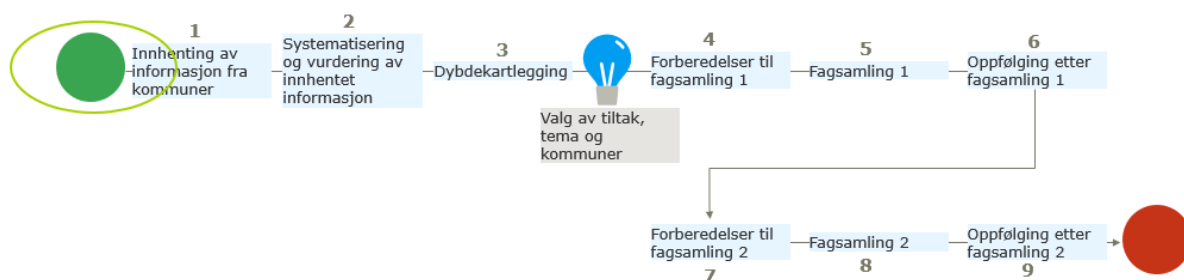 1
Innhenting av
informasjon fra
kommuner
2
Systematisering
og vurdering av
innhentet
informasjon
3
Dybdekartlegging
Valg av tiltak,
tema og
kommuner
4
Forberedelser til
fagsamling 1
5
Fagsamling 1
6
Oppfølging etter
fagsamling 1
Forberedelser til
fagsamling 2
7
Fagsamling 2
8
Oppfølging etter
fagsamling 2
9